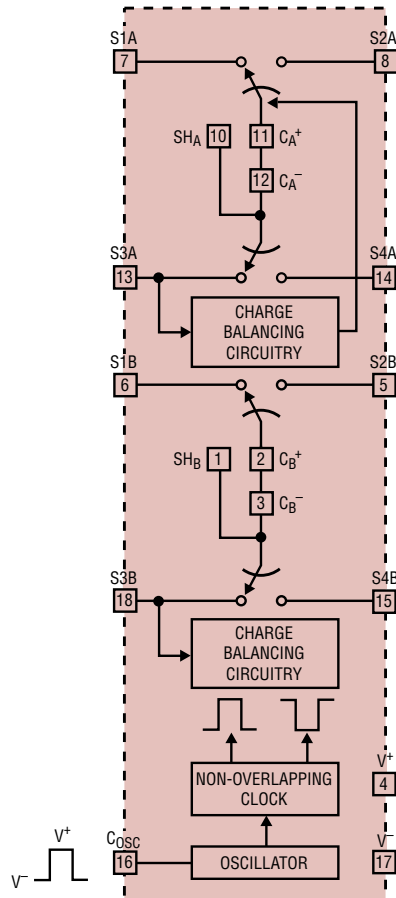 S1A
S2A
7
8
SHA
10
11
CA+
12
CA−
S3A
S4A
13
14
CHARGE
BALANCING
CIRCUITRY
S1B
S2B
6
5
SHB
1
2
CB+
3
CB−
S3B
S4B
18
15
CHARGE
BALANCING
CIRCUITRY
V+
4
NON-OVERLAPPING
CLOCK
V+
V−
COSC
16
OSCILLATOR
V−
17